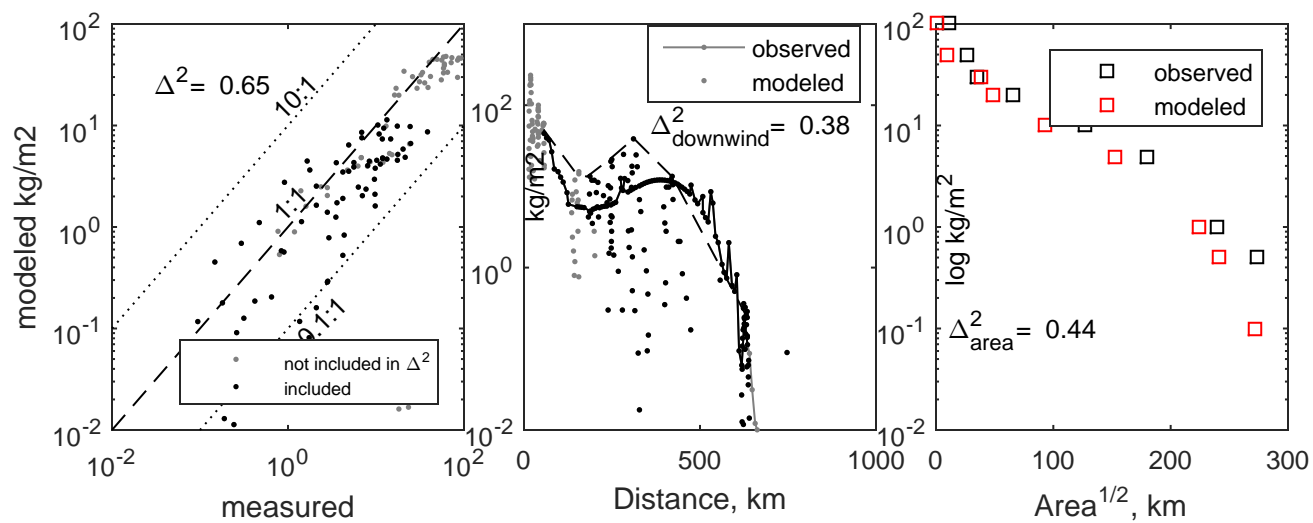 10^2
10^1
10^0
10^-1
10^-2
modeled kg/m2
Δ^2= 0.65
10:1
1:1
0.1:1
not included in Δ^2
included
10^-2
10^0
10^2
measured
10^2
10^0
10^-2
kg/m2
observed
modeled
Δ^2_downwind= 0.38
0
500
1000
Distance, km
10^2
10^1
10^0
10^-1
10^-2
log kg/m^2
observed
modeled
Δ^2_area= 0.44
0
100
200
300
Area^1/2, km